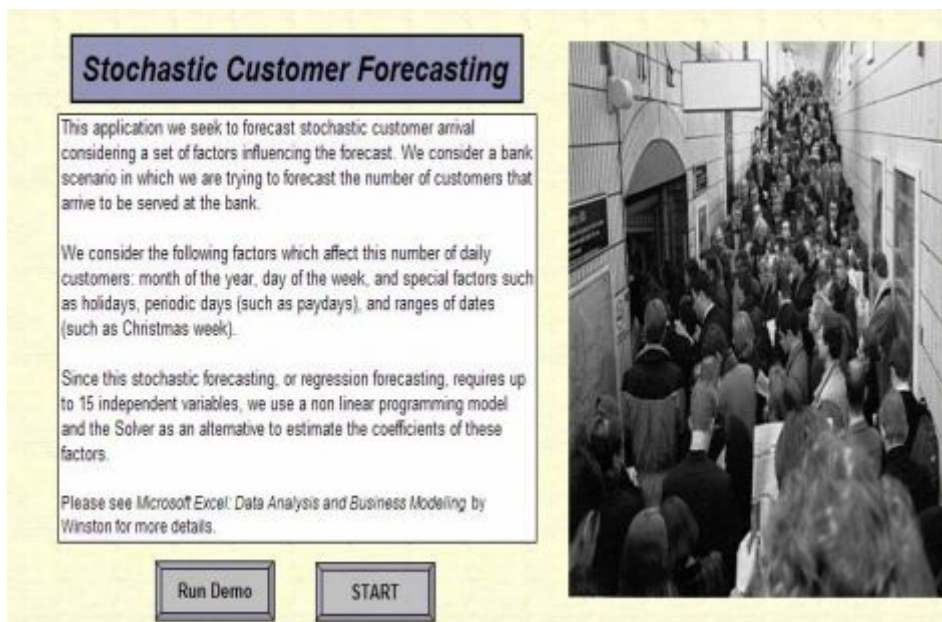 Stochastic Customer Forecasting
This application we seek to forecast stochastic customer arrival
considering a set of factors influencing the forecast. We consider a bank
scenario in which we are trying to forecast the number of customers that
arrive to be served at the bank.
We consider the following factors which affect this number of daily
customers: month of the year, day of the week, and special factors such
as holidays, periodic days (such as paydays), and ranges of dates
(such as Christmas week).
Since this stochastic forecasting, or regression forecasting, requires up
to 15 independent variables, we use a non linear programming model
and the Solver as an alternative to estimate the coefficients of these
factors.
Please see Microsoft Excel: Data Analysis and Business Modeling by
Winston for more details.
Run Demo
START